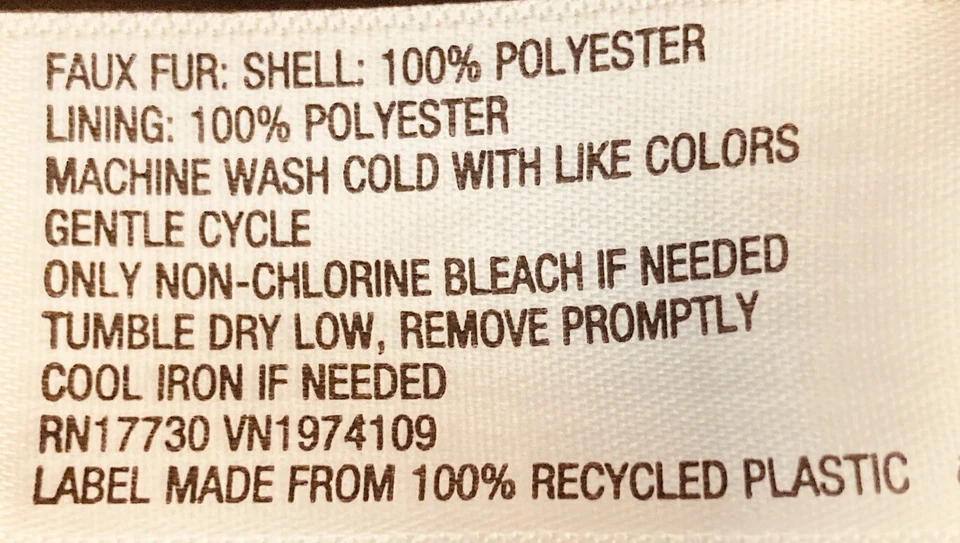 FAUX FUR: SHELL: 100% POLYESTER
LINING: 100% POLYESTER
MACHINE WASH COLD WITH LIKE COLORS
GENTLE CYCLE
ONLY NON-CHLORINE BLEACH IF NEEDED
TUMBLE DRY LOW, REMOVE PROMPTLY
COOL IRON IF NEEDED
RN17730 VN1974109
LABEL MADE FROM 100% RECYCLED PLASTIC